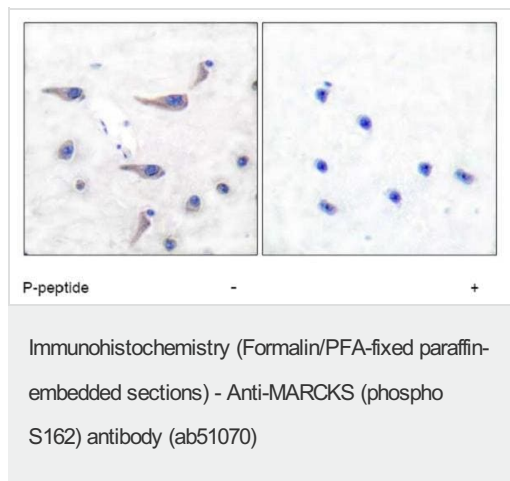 P-peptide - +
Immunohistochemistry (Formalin/PFA-fixed paraffin-
embedded sections) - Anti-MARCKS (phospho
S162) antibody (ab51070)